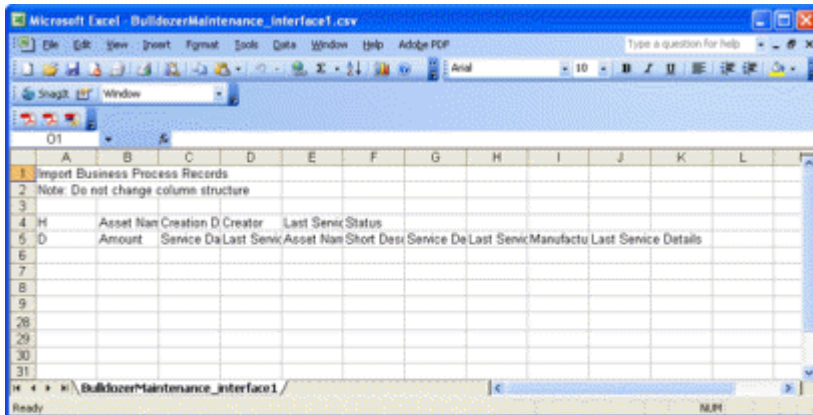 Microsoft Excel - BulldozerMaintenance_interface1.csv
File Edit View Insert Format Tools Data Window Help Adobe PDF Type a question for help
Arial 10 B I U
SnagIt Window
O1 fx
A B C D E F G H I J K L
1 Import Business Process Records
2 Note: Do not change column structure
3
4 H Asset Nam Creation D Creator Last Servic Status
5 D Amount Service Da Last Servic Asset Nam Short Desc Service De Last Servic Manufactu Last Service Details
6
7
8
9
28
29
30
31
BulldozerMaintenance_interface1
Ready NUM